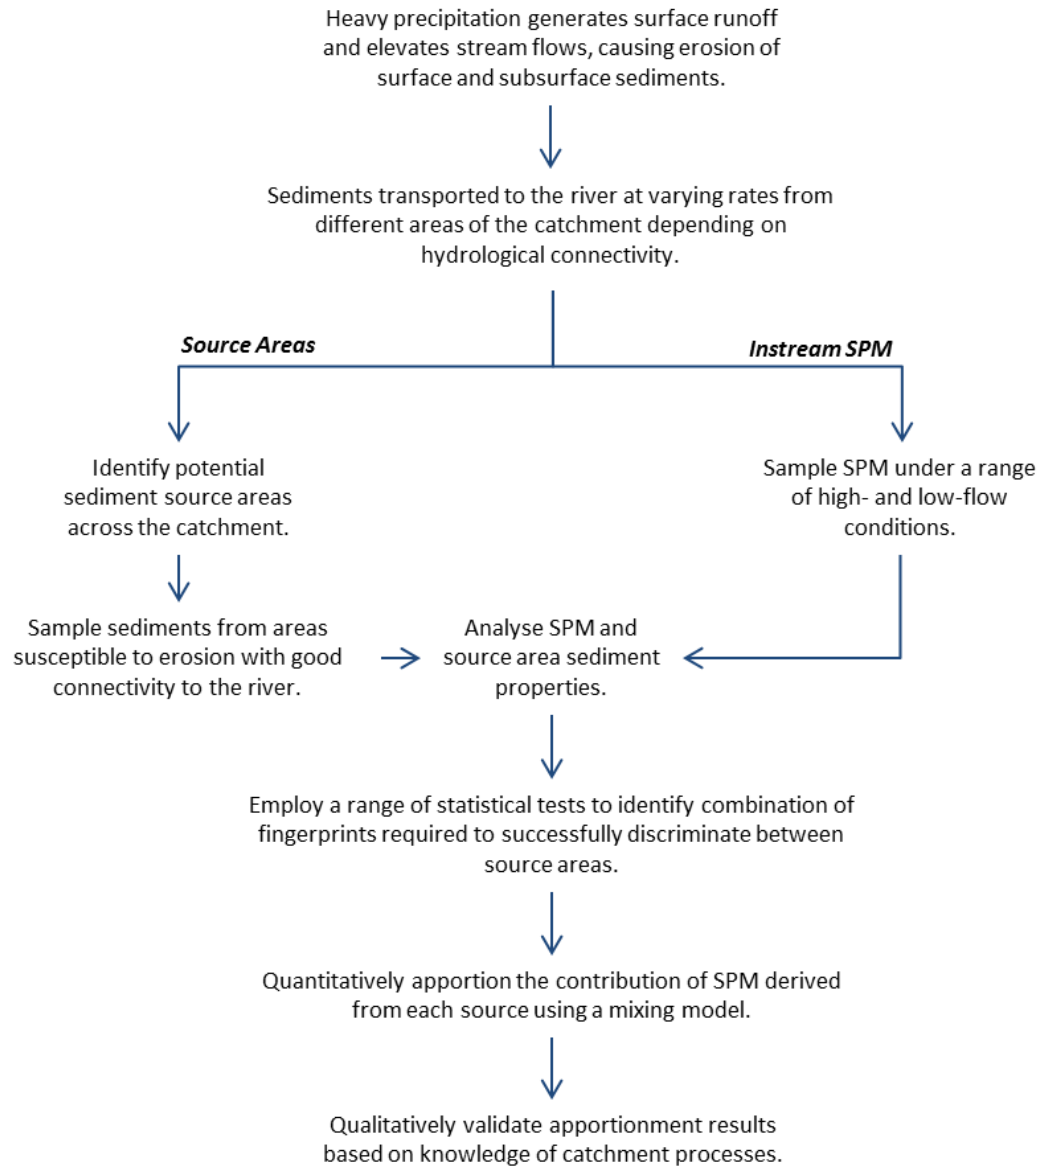 Heavy precipitation generates surface runoff
and elevates stream flows, causing erosion of
surface and subsurface sediments.
Sediments transported to the river at varying rates from
different areas of the catchment depending on
hydrological connectivity.
Source Areas
Instream SPM
Identify potential
sediment source areas
across the catchment.
Sample SPM under a range
of high- and low-flow
conditions.
Sample sediments from areas
susceptible to erosion with good
connectivity to the river.
Analyse SPM and
source area sediment
properties.
Employ a range of statistical tests to identify combination of
fingerprints required to successfully discriminate between
source areas.
Quantitatively apportion the contribution of SPM derived
from each source using a mixing model.
Qualitatively validate apportionment results
based on knowledge of catchment processes.